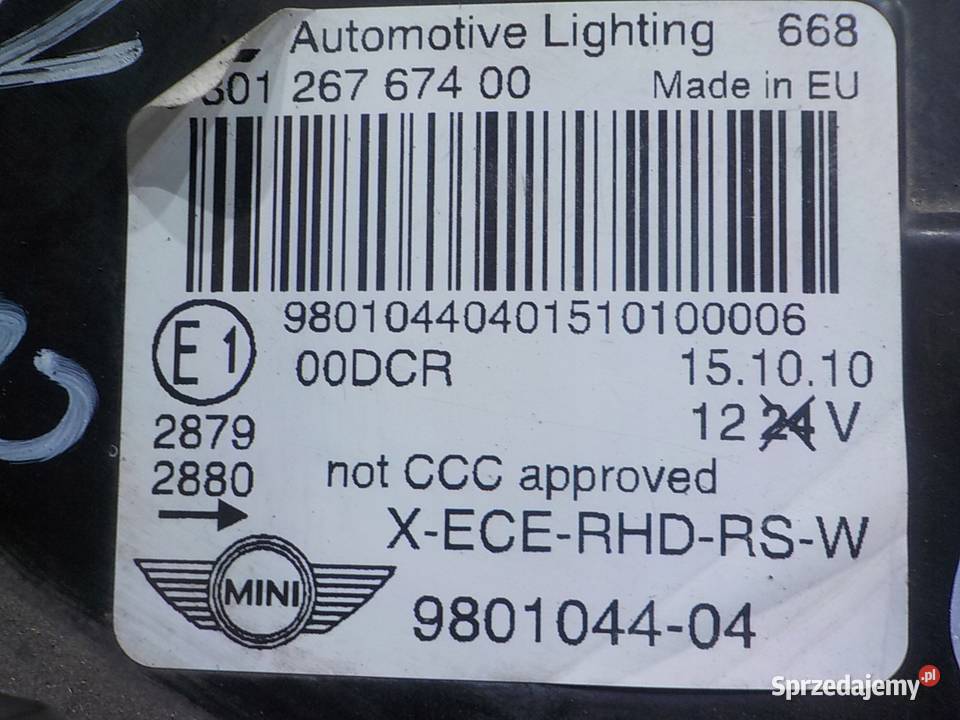 Automotive Lighting 668
301 267 674 00 Made in EU
98010440401510100006
E1 00DCR 15.10.10
12 24 V
2879
2880 not CCC approved
X-ECE-RHD-RS-W
MINI
9801044-04
Sprzedajemy.pl